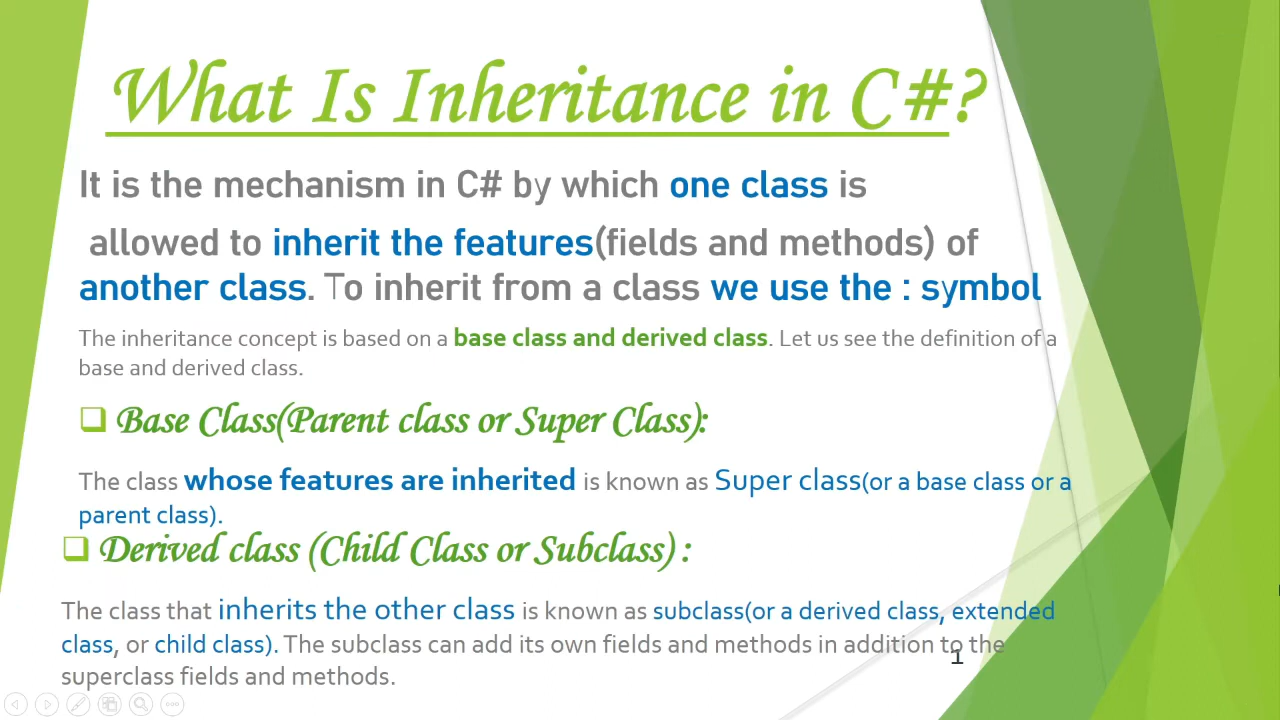 What Is Inheritance in C#?
It is the mechanism in C# by which one class is
allowed to inherit the features(fields and methods) of
another class. To inherit from a class we use the : symbol
The inheritance concept is based on a base class and derived class. Let us see the definition of a
base and derived class.
Base Class(Parent class or Super Class):
The class whose features are inherited is known as Super class(or a base class or a
parent class).
Derived class (Child Class or Subclass) :
The class that inherits the other class is known as subclass(or a derived class, extended
class, or child class). The subclass can add its own fields and methods in addition to the
superclass fields and methods.
1